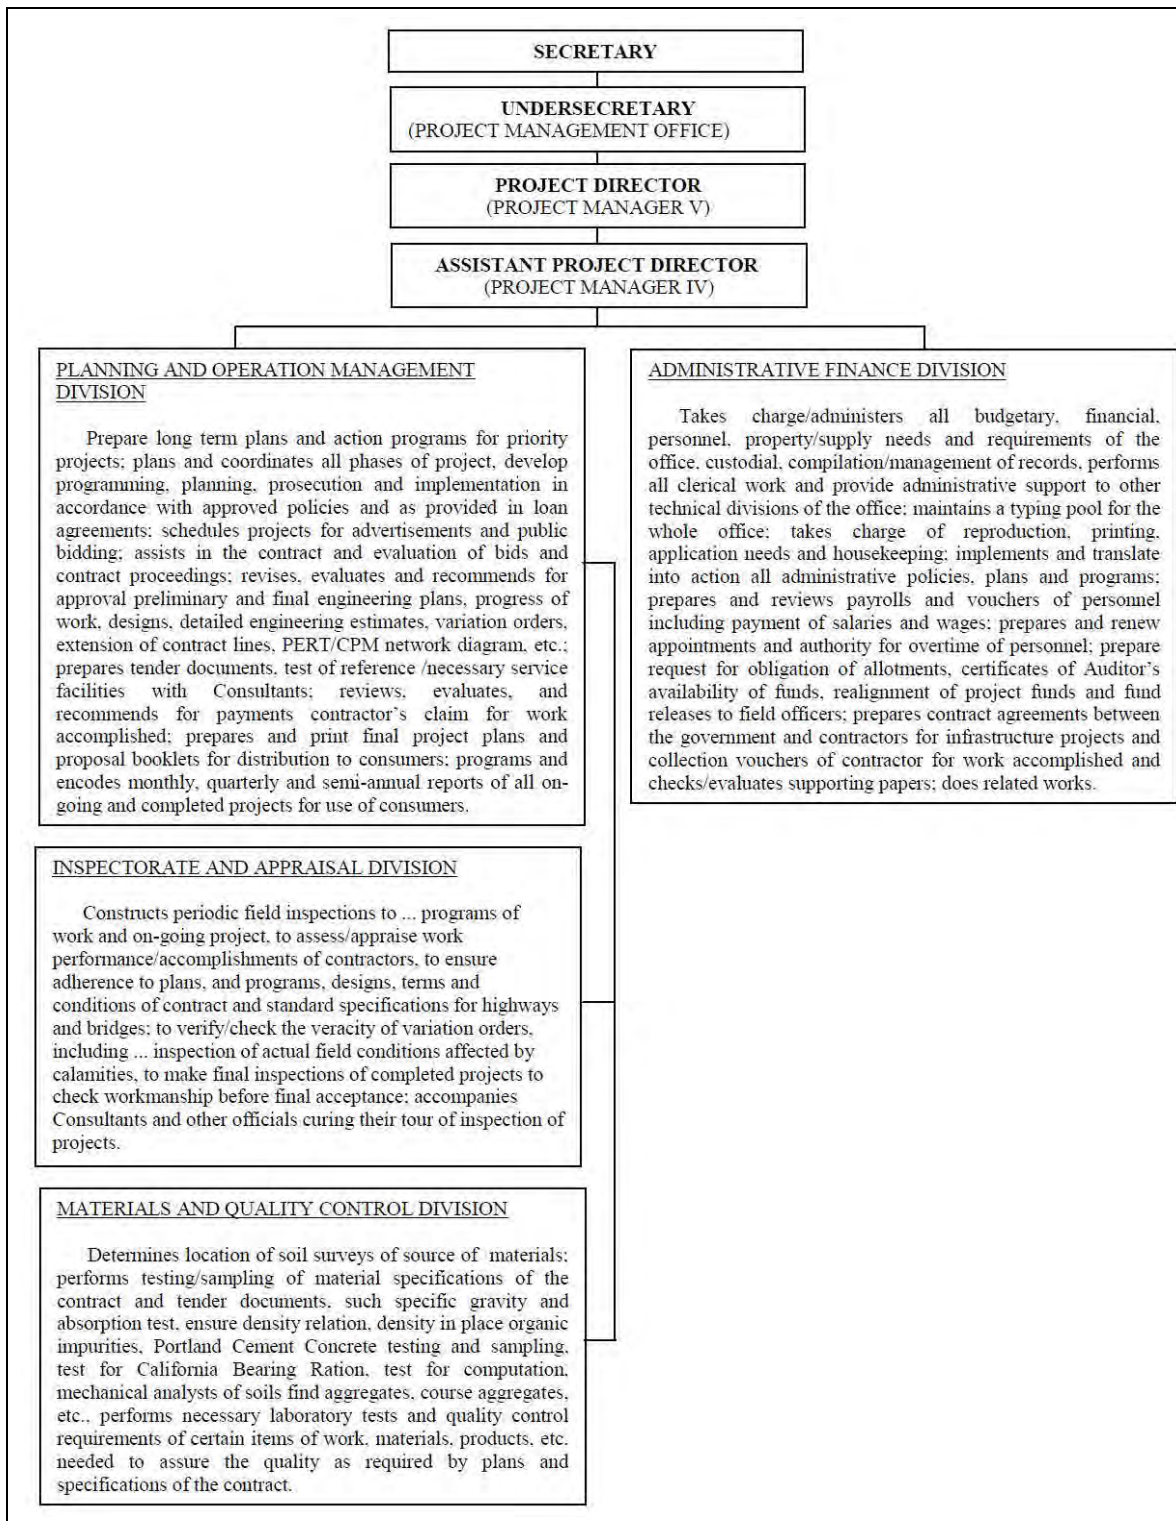 SECRETARY
UNDERSECRETARY
(PROJECT MANAGEMENT OFFICE)
PROJECT DIRECTOR
(PROJECT MANAGER V)
ASSISTANT PROJECT DIRECTOR
(PROJECT MANAGER IV)
PLANNING AND OPERATION MANAGEMENT
DIVISION
Prepare long term plans and action programs for priority
projects; plans and coordinates all phases of project, develop
programming, planning, prosecution and implementation in
accordance with approved policies and as provided in loan
agreements; schedules projects for advertisements and public
bidding; assists in the contract and evaluation of bids and
contract proceedings; revises, evaluates and recommends for
approval preliminary and final engineering plans, progress of
work, designs, detailed engineering estimates, variation orders,
extension of contract lines, PERT/CPM network diagram, etc.;
prepares tender documents, test of reference /necessary service
facilities with Consultants; reviews, evaluates, and
recommends for payments contractor's claim for work
accomplished; prepares and print final project plans and
proposal booklets for distribution to consumers; programs and
encodes monthly, quarterly and semi-annual reports of all on-
going and completed projects for use of consumers.
ADMINISTRATIVE FINANCE DIVISION
Takes charge/administers all budgetary, financial,
personnel, property/supply needs and requirements of the
office, custodial, compilation/management of records, performs
all clerical work and provide administrative support to other
technical divisions of the office; maintains a typing pool for the
whole office; takes charge of reproduction, printing,
application needs and housekeeping; implements and translate
into action all administrative policies, plans and programs;
prepares and reviews payrolls and vouchers of personnel
including payment of salaries and wages; prepares and renew
appointments and authority for overtime of personnel; prepare
request for obligation of allotments, certificates of Auditor's
availability of funds, realignment of project funds and fund
releases to field officers; prepares contract agreements between
the government and contractors for infrastructure projects and
collection vouchers of contractor for work accomplished and
checks/evaluates supporting papers; does related works.
INSPECTORATE AND APPRAISAL DIVISION
Constructs periodic field inspections to ... programs of
work and on-going project, to assess/appraise work
performance/accomplishments of contractors, to ensure
adherence to plans, and programs, designs, terms and
conditions of contract and standard specifications for highways
and bridges; to verify/check the veracity of variation orders,
including ... inspection of actual field conditions affected by
calamities, to make final inspections of completed projects to
check workmanship before final acceptance; accompanies
Consultants and other officials curing their tour of inspection of
projects.
MATERIALS AND QUALITY CONTROL DIVISION
Determines location of soil surveys of source of materials;
performs testing/sampling of material specifications of the
contract and tender documents, such specific gravity and
absorption test, ensure density relation, density in place organic
impurities, Portland Cement Concrete testing and sampling,
test for California Bearing Ration, test for computation,
mechanical analysts of soils find aggregates, course aggregates,
etc., performs necessary laboratory tests and quality control
requirements of certain items of work, materials, products, etc.
needed to assure the quality as required by plans and
specifications of the contract.